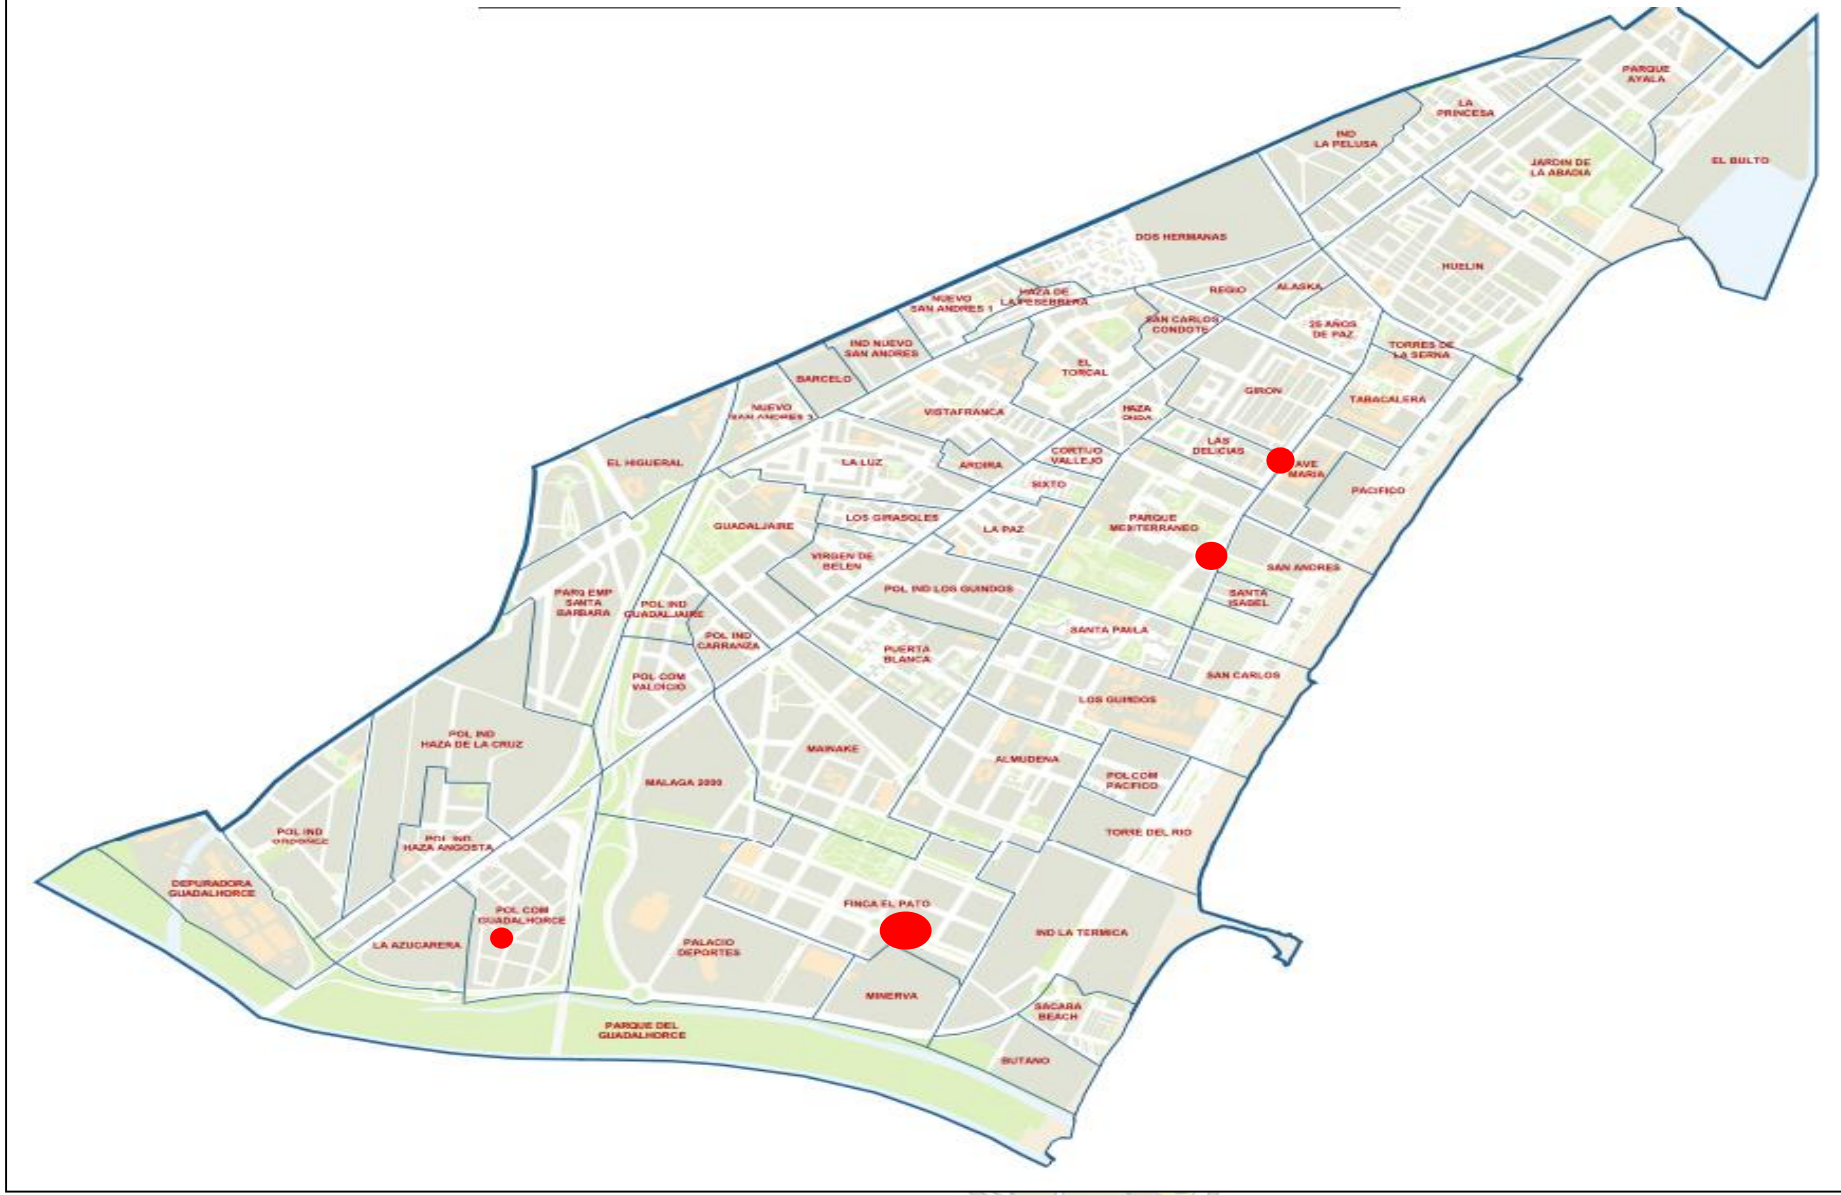 PARQUE
AYALA
LA
PRINCESA
IND
LA PELUSA
JARDIN DE
LA ABADIA
EL BULTO
DOS HERMANAS
HUELIN
REGIO
ALASKA
HAZA DE
LA PESEBRERA
NUEVO
SAN ANDRES 1
SAN CARLOS
CONDOTE
25 AÑOS
DE PAZ
TORRES DE
LA SERNA
IND NUEVO
SAN ANDRES
EL
TORCAL
BARCELO
GIRON
TABACALERA
NUEVO
SAN ANDRES
VISTAFRANCA
HAZA
LAS
DELICIAS
CORTIJO
VALLEJO
EL HIGUERAL
LA LUZ
ARDIRA
AVE
MARIA
SIXTO
PACIFICO
GUADALJAIRE
LOS GIRASOLES
LA PAZ
PARQUE
MEDITERRANEO
VIRGEN DE
BELEN
SAN ANDRES
POL IND LOS GUINDOS
PARQ EMP
SANTA
BARBARA
SANTA
ISABEL
POL IND
GUADALJAIRE
SANTA PAULA
POL IND
CARRANZA
PUERTA
BLANCA
SAN CARLOS
POL COM
VALDICIO
LOS GUINDOS
POL IND
HAZA DE LA CRUZ
MAINAKE
ALMUDENA
MALAGA 2000
POL COM
PACIFICO
POL IND
TORRE DEL RIO
POL IND
HAZA ANGOSTA
DEPURADORA
GUADALHORCE
FINCA EL PATO
POL COM
GUADALHORCE
IND LA TERMICA
LA AZUCARERA
PALACIO
DEPORTES
MINERVA
SACABA
BEACH
PARQUE DEL
GUADALHORCE
BUTANO